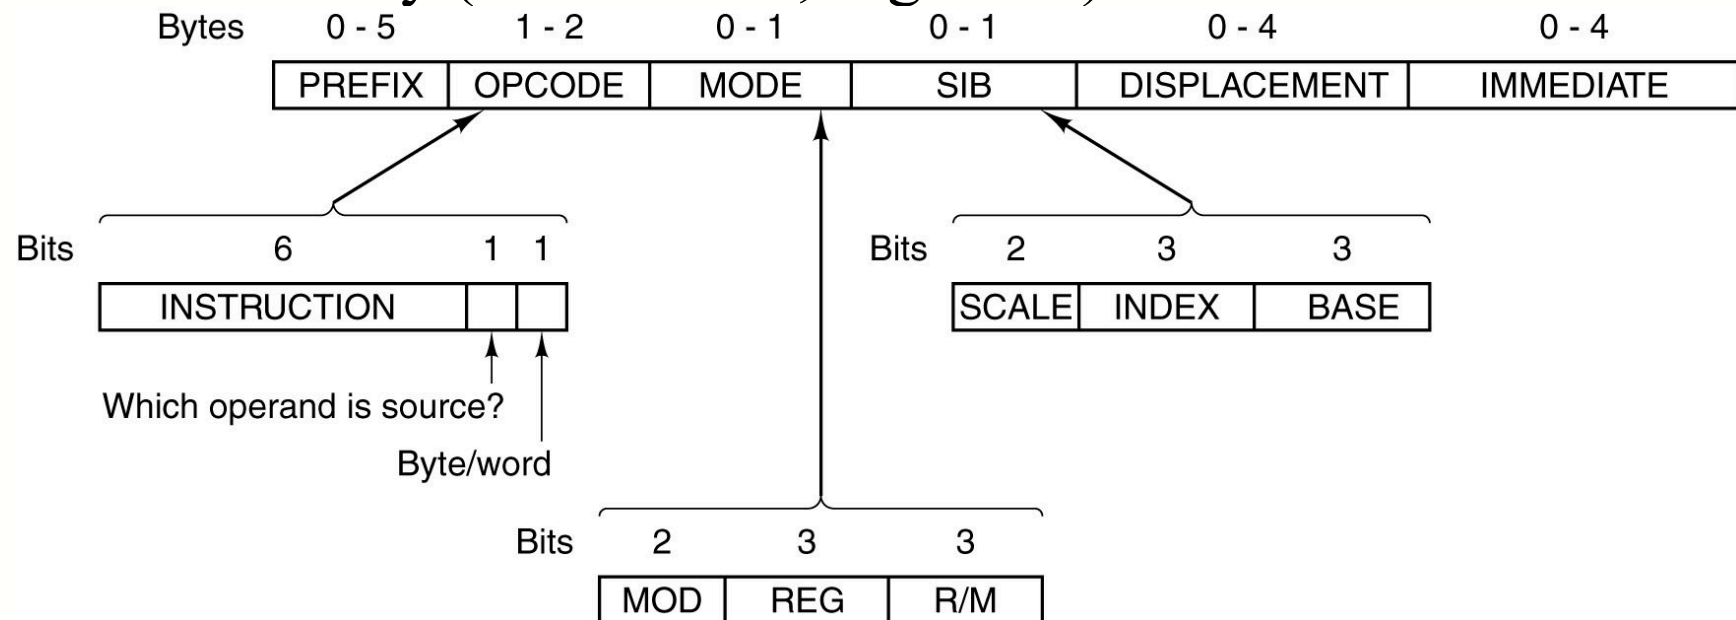 Bytes 0 - 5 1 - 2 0 - 1 0 - 1 0 - 4 0 - 4
PREFIX OPCODE MODE SIB DISPLACEMENT IMMEDIATE
Bits 6 1 1 Bits 2 3 3
INSTRUCTION SCALE INDEX BASE
Which operand is source?
Byte/word
Bits 2 3 3
MOD REG R/M